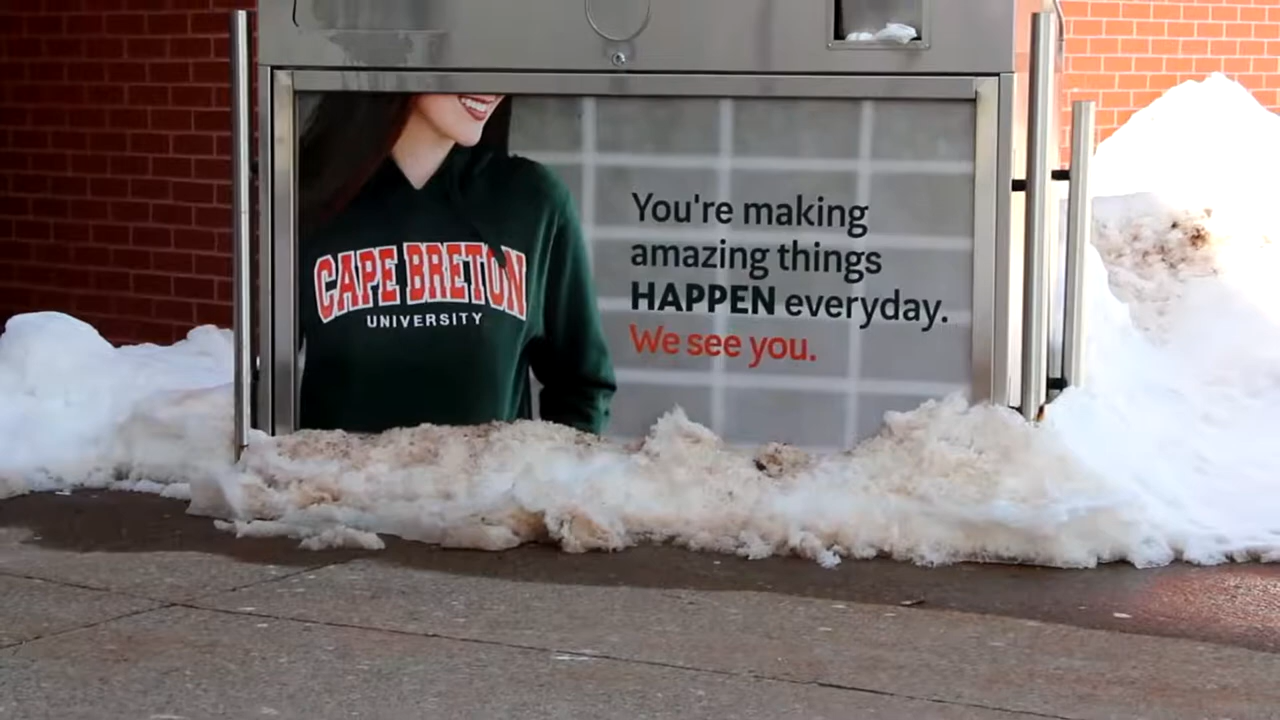 CAPE BRETON
UNIVERSITY
You're making
amazing things
HAPPEN everyday.
We see you.